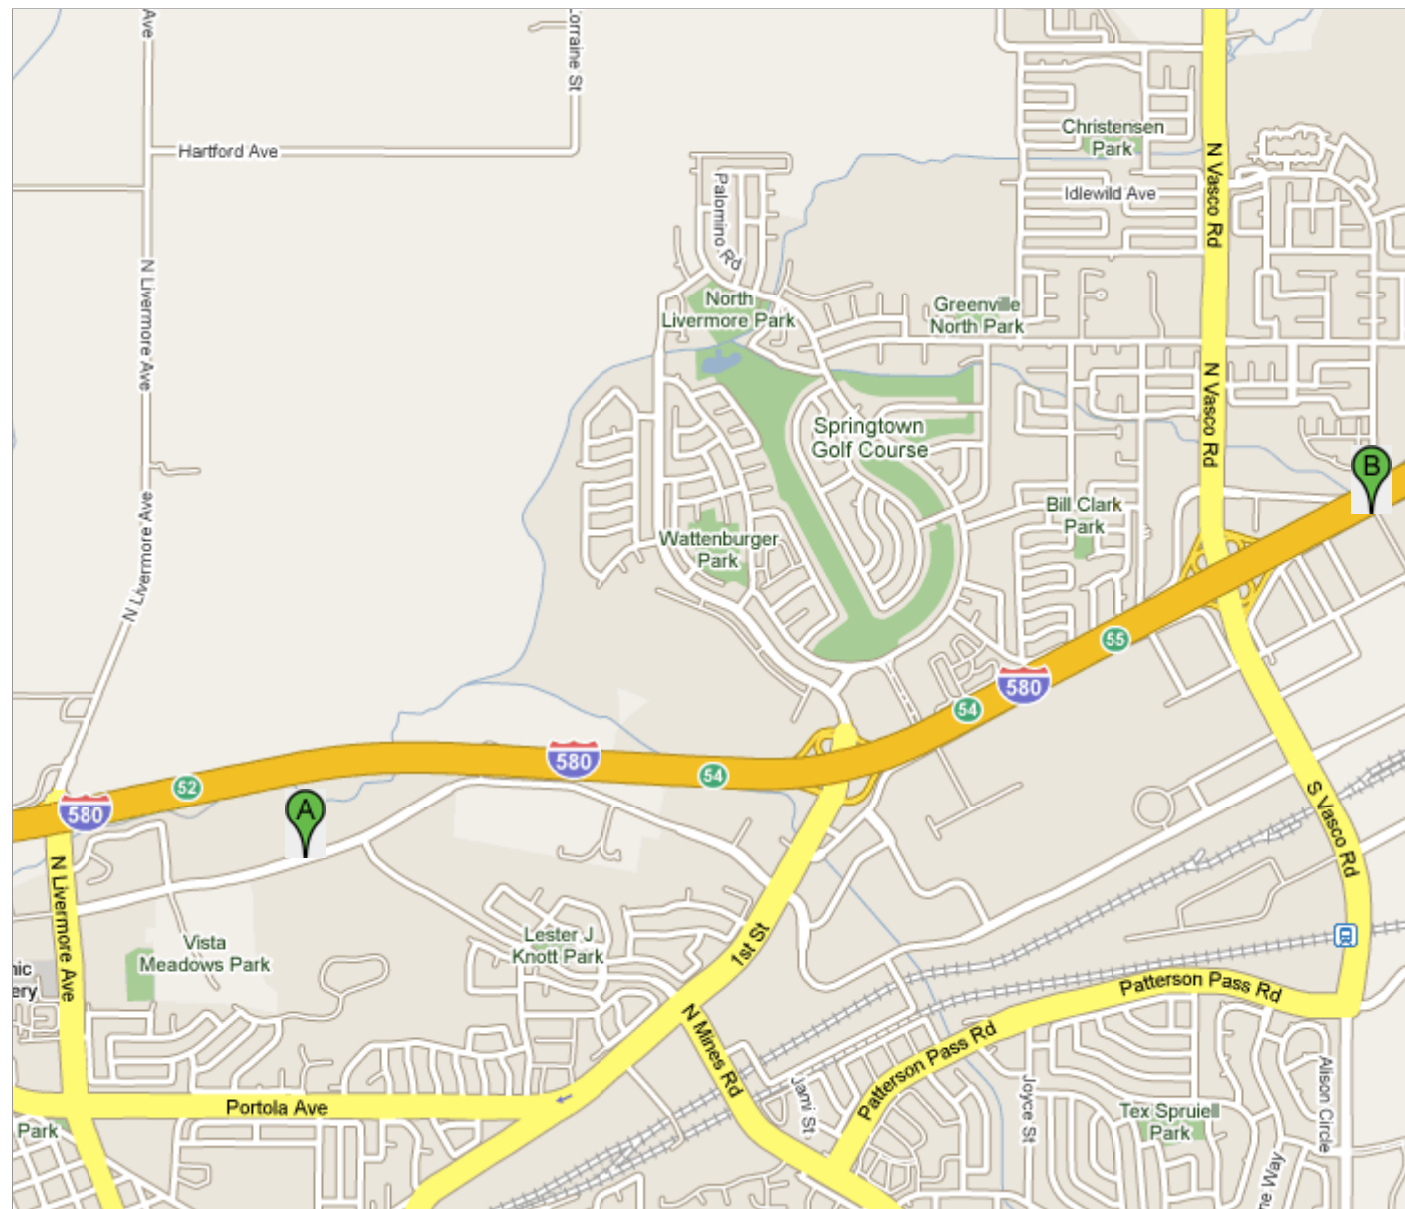 Ave
Lorraine St
Hartford Ave
Christensen
Park
N Vasco Rd
Idlewild Ave
Palomino Rd
N Livermore Ave
North
Livermore Park
Greenville
North Park
N Vasco Rd
Springtown
Golf Course
B
N Livermore Ave
Bill Clark
Park
Wattenburger
Park
55
580
54
580
54
52
580
A
S Vasco Rd
N Livermore Ave
Vista
Meadows Park
Lester J
Knott Park
1st St
Patterson Pass Rd
N Mines Rd
Patterson Pass Rd
Jami St
Joyce St
Alison Circle
Portola Ave
Park
Tex Spruiell
Park
Way